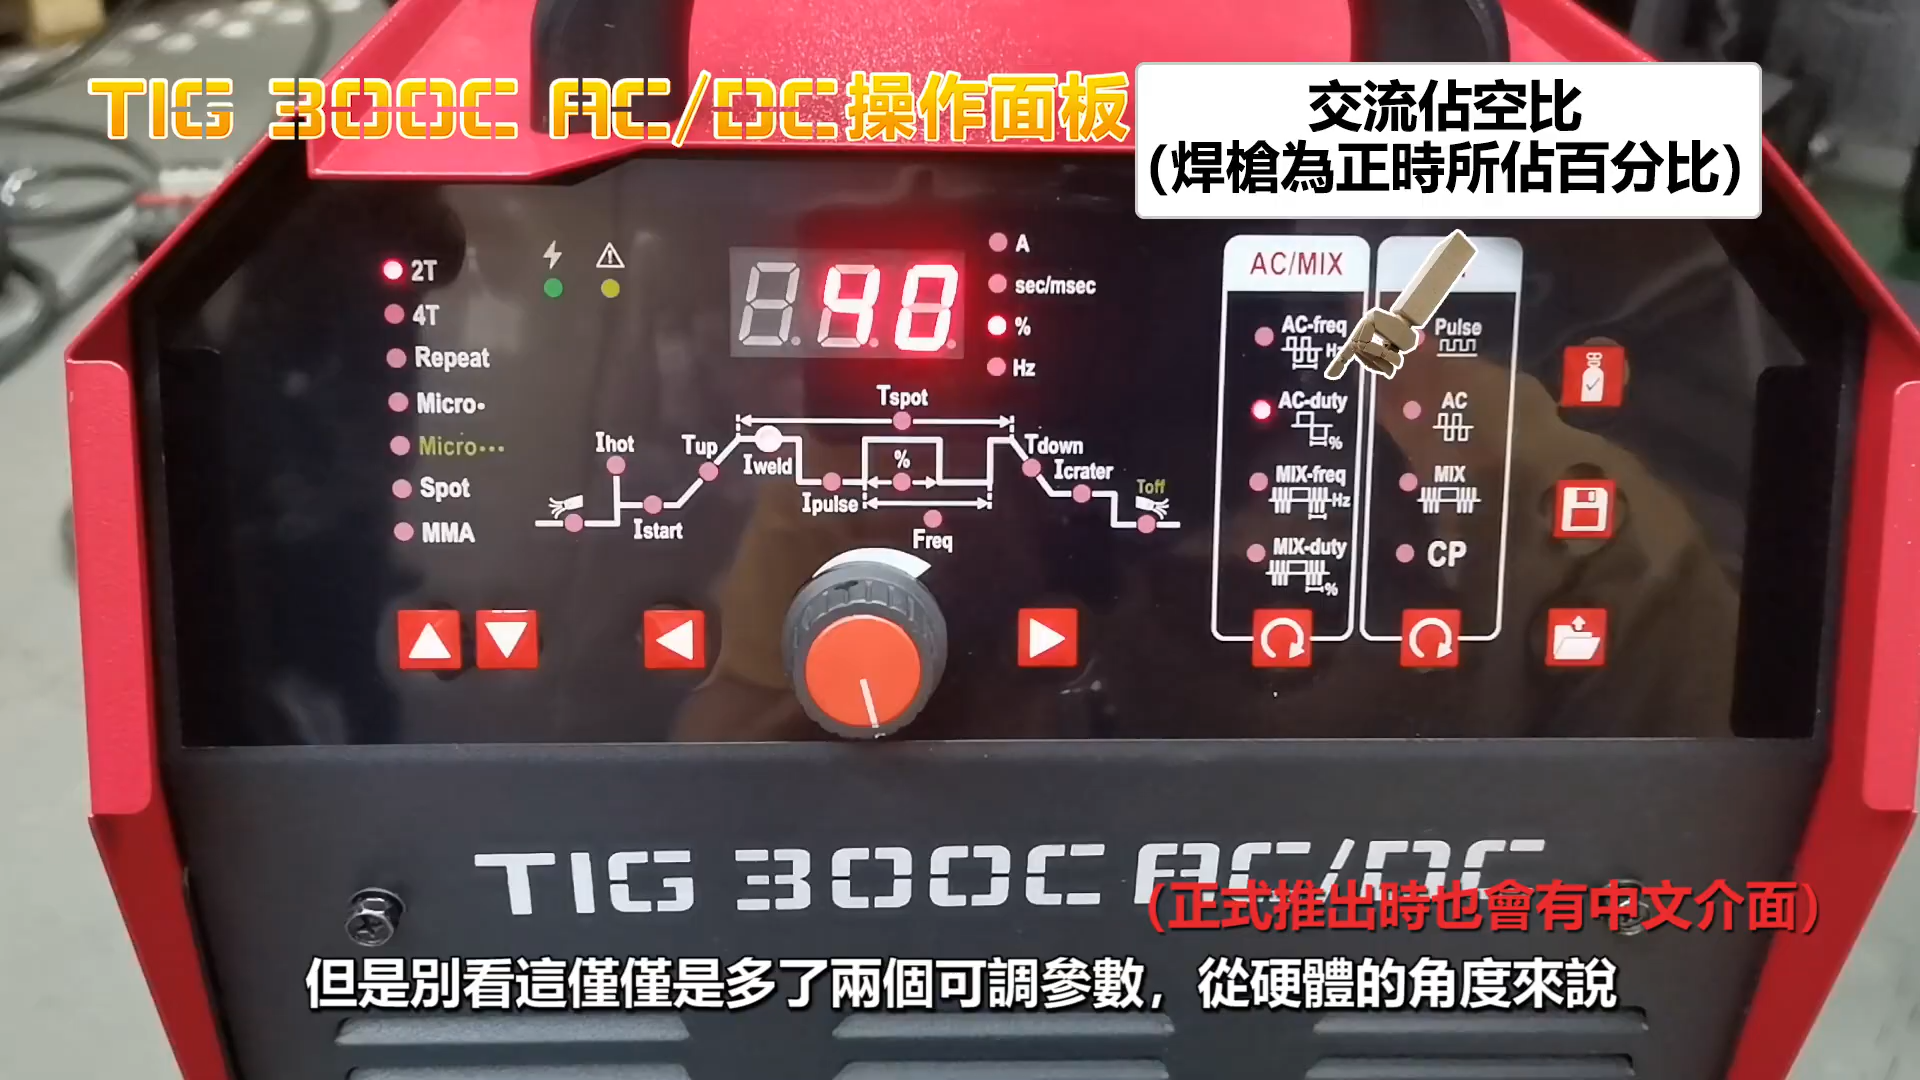 TIG 300C AC/DC操作面板
交流佔空比
(焊槍為正時所佔百分比)
2T
4T
Repeat
Micro•
Micro•••
Spot
MMA
40
A
sec/msec
%
Hz
Tspot
Ihot
Tup
Iweld
%
Tdown
Icrater
Ipulse
Istart
Freq
Toff
AC/MIX
AC-freq
Hz
AC-duty
%
MIX-freq
Hz
MIX-duty
%
Pulse
AC
MIX
CP
TIG 300C AC/DC
(正式推出時也會有中文介面)
但是別看這僅僅是多了兩個可調參數，從硬體的角度來說